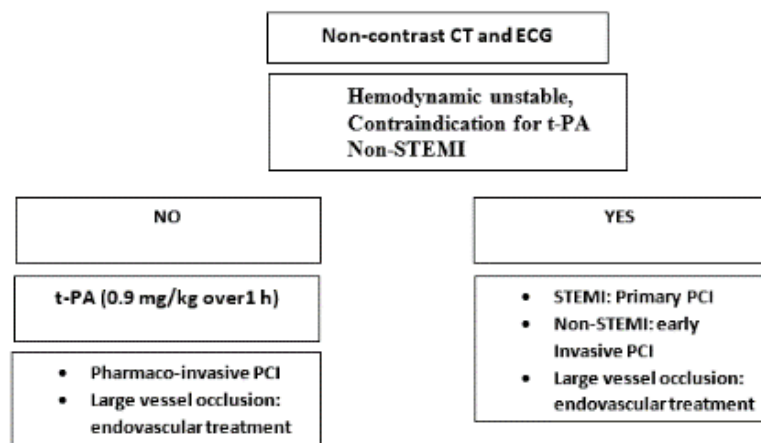 Non-contrast CT and ECG
Hemodynamic unstable,
Contraindication for t-PA
Non-STEMI
NO
t-PA (0.9 mg/kg over1 h)
• Pharmaco-invasive PCI
• Large vessel occlusion:
endovascular treatment
YES
• STEMI: Primary PCI
• Non-STEMI: early
Invasive PCI
• Large vessel occlusion:
endovascular treatment